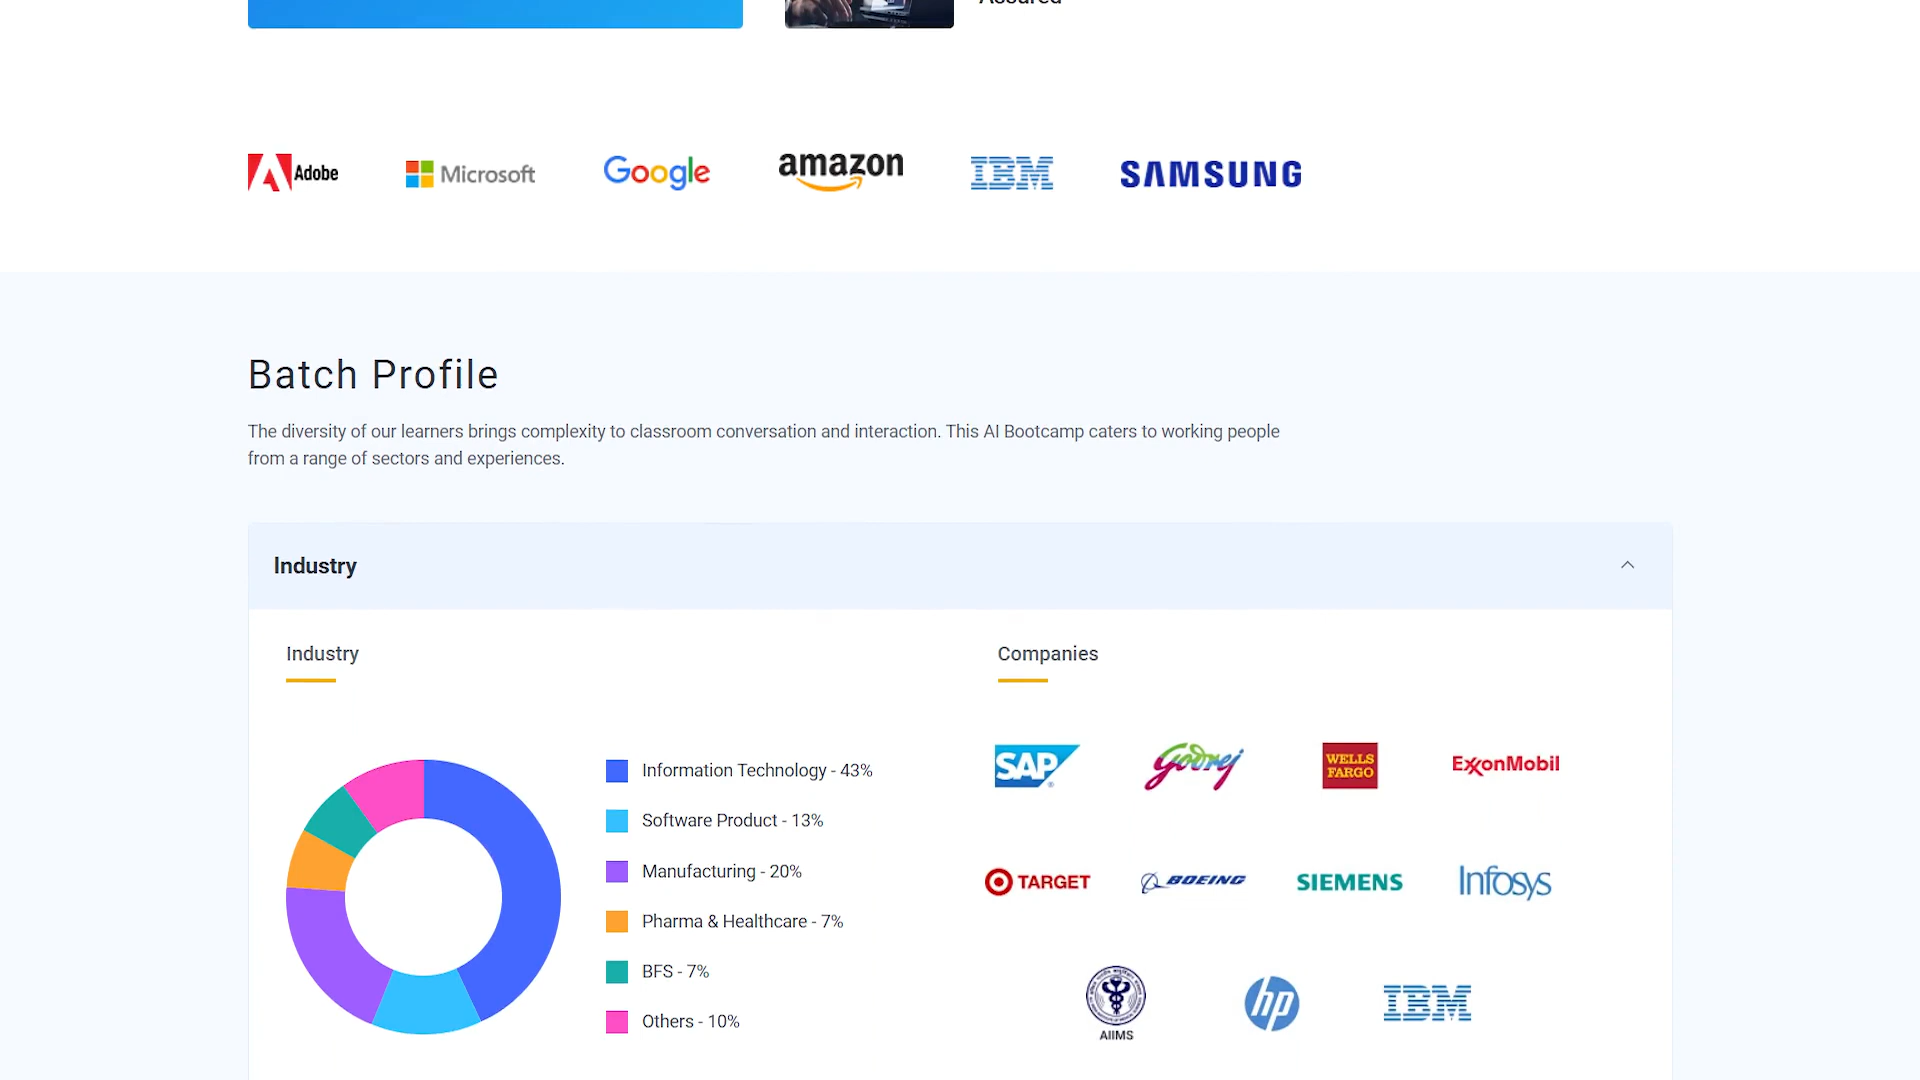 Assured
Adobe
Microsoft
Google
amazon
IBM
SAMSUNG
Batch Profile
The diversity of our learners brings complexity to classroom conversation and interaction. This AI Bootcamp caters to working people
from a range of sectors and experiences.
Industry
Industry
Information Technology - 43%
Software Product - 13%
Manufacturing - 20%
Pharma & Healthcare - 7%
BFS - 7%
Others - 10%
Companies
SAP
Godrej
WELLS
FARGO
ExxonMobil
TARGET
BOEING
SIEMENS
Infosys
AIIMS
hp
IBM